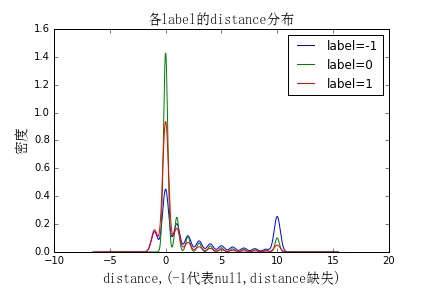 各label的distance分布
1.6
1.4
1.2
1.0
0.8
0.6
0.4
0.2
0.0
密度
label=-1
label=0
label=1
-10 -5 0 5 10 15 20
distance,(-1代表null,distance缺失)